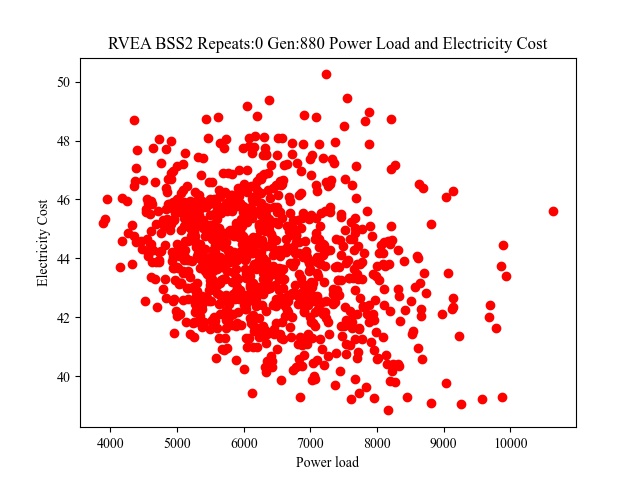 RVEA BSS2 Repeats:0 Gen:880 Power Load and Electricity Cost
50
48
46
44
42
40
Electricity Cost
4000 5000 6000 7000 8000 9000 10000
Power load